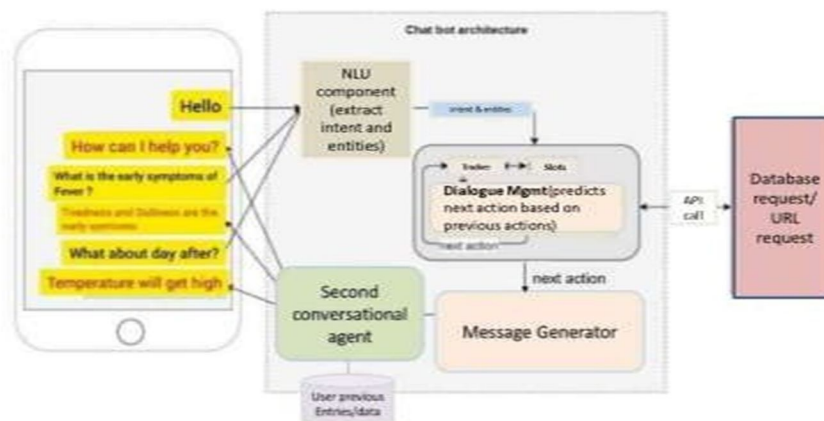 Chat bot architecture
Hello
How can I help you?
What is the early symptoms of
Fever ?
Tiredness and Dullness are the
early symptoms
What about day after?
Temperature will get high
NLU
component
(extract
intent and
entities)
intent & entities
Tracker
Slots
Dialogue Mgmt(predicts
next action based on
previous actions)
next action
API
call
Database
request/
URL
request
next action
Second
conversational
agent
Message Generator
User previous
Entries/data